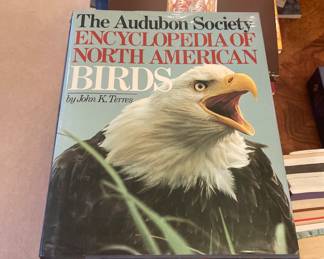 The Audubon Society
ENCYCLOPEDIA OF
NORTH AMERICAN
BIRDS
by John K. Terres